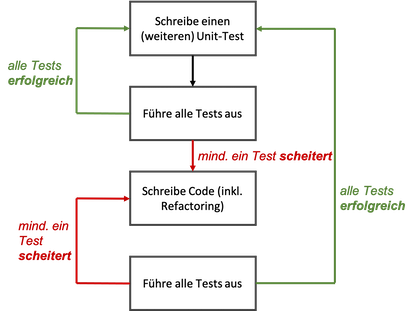 Schreibe einen
(weiteren) Unit-Test
alle Tests
erfolgreich
Führe alle Tests aus
mind. ein Test scheitert
Schreibe Code (inkl.
Refactoring)
alle Tests
erfolgreich
mind. ein
Test
scheitert
Führe alle Tests aus